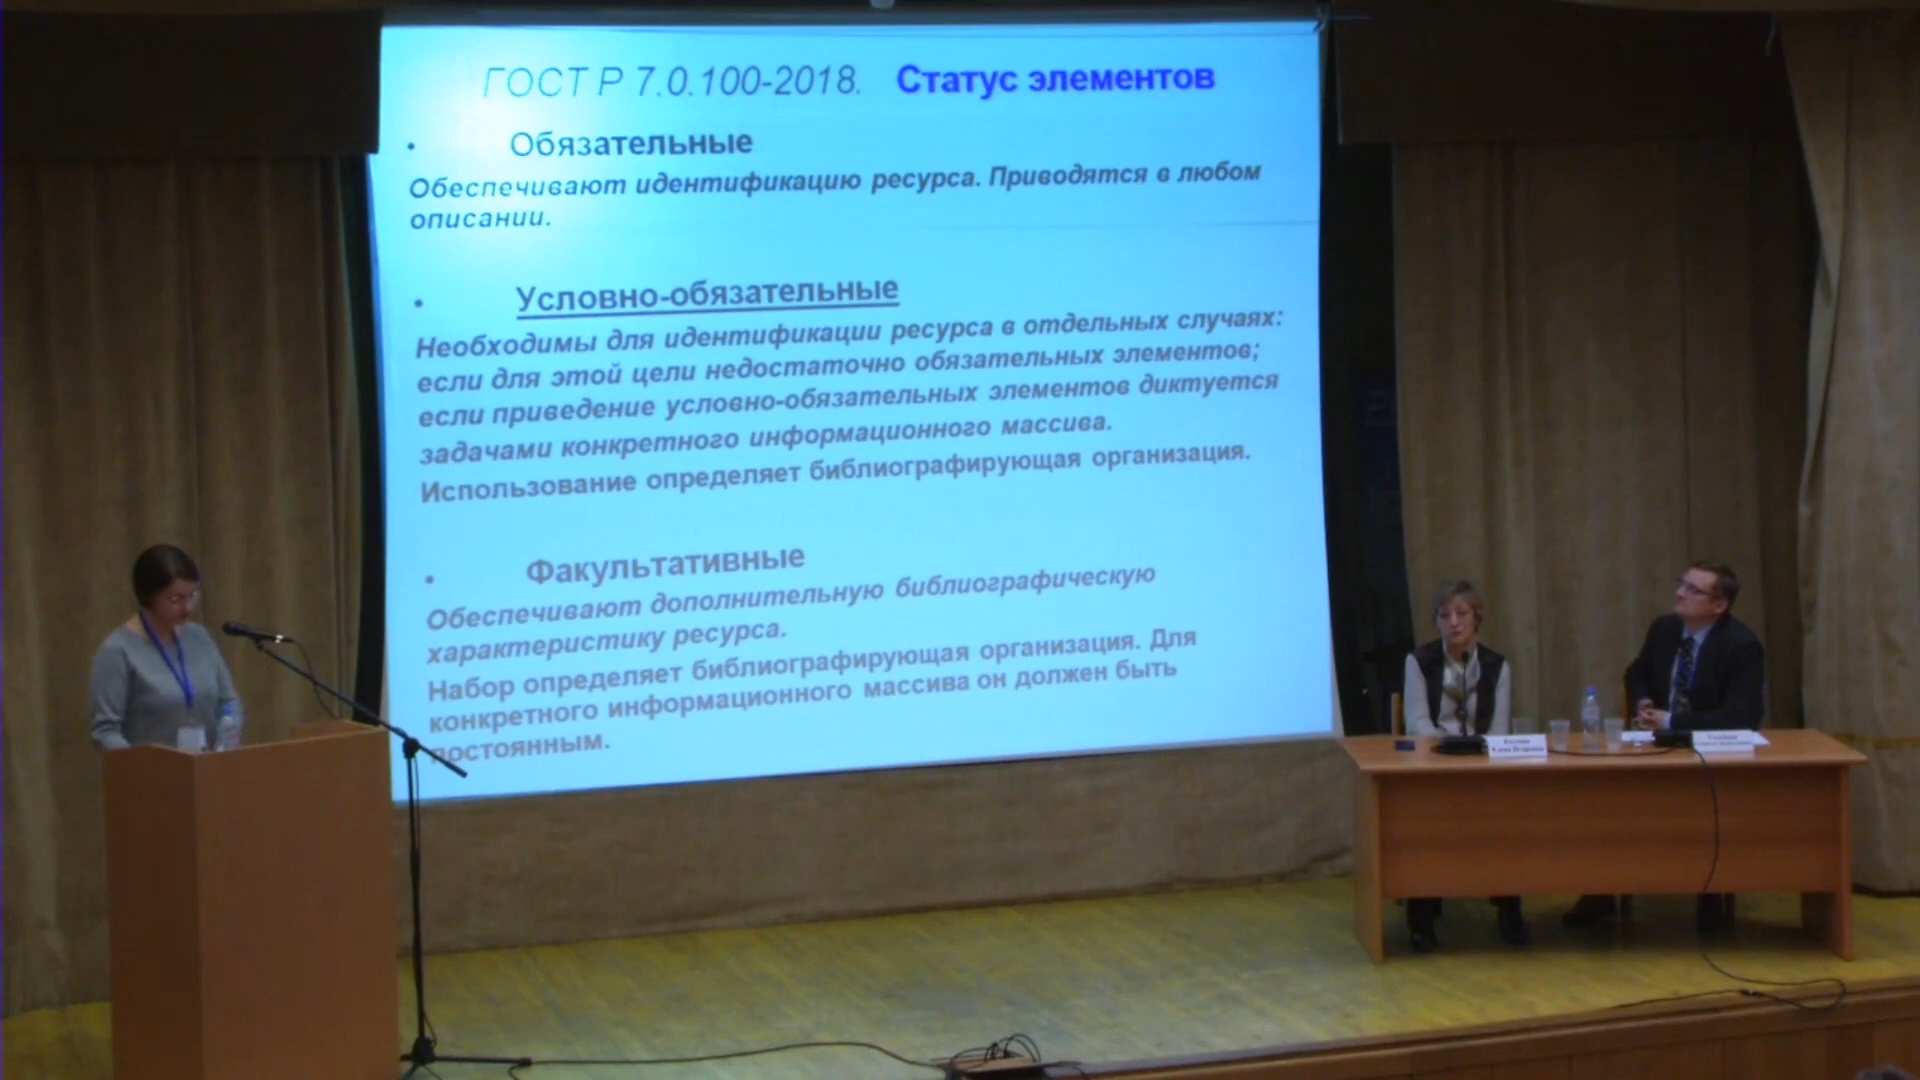 ГОСТ Р 7.0.100-2018. Статус элементов
• Обязательные
Обеспечивают идентификацию ресурса. Приводятся в любом
описании.
• Условно-обязательные
Необходимы для идентификации ресурса в отдельных случаях:
если для этой цели недостаточно обязательных элементов;
если приведение условно-обязательных элементов диктуется
задачами конкретного информационного массива.
Использование определяет библиографирующая организация.
• Факультативные
Обеспечивают дополнительную библиографическую
характеристику ресурса.
Набор определяет библиографирующая организация. Для
конкретного информационного массива он должен быть
постоянным.